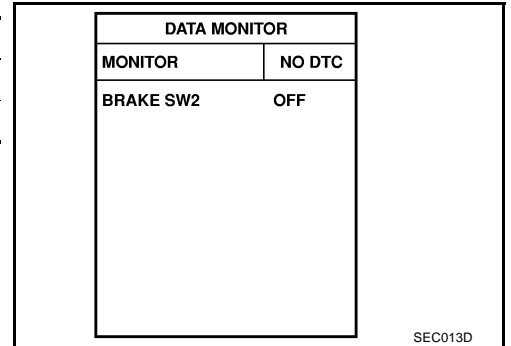 DATA MONITOR
MONITOR NO DTC
BRAKE SW2 OFF
SEC013D